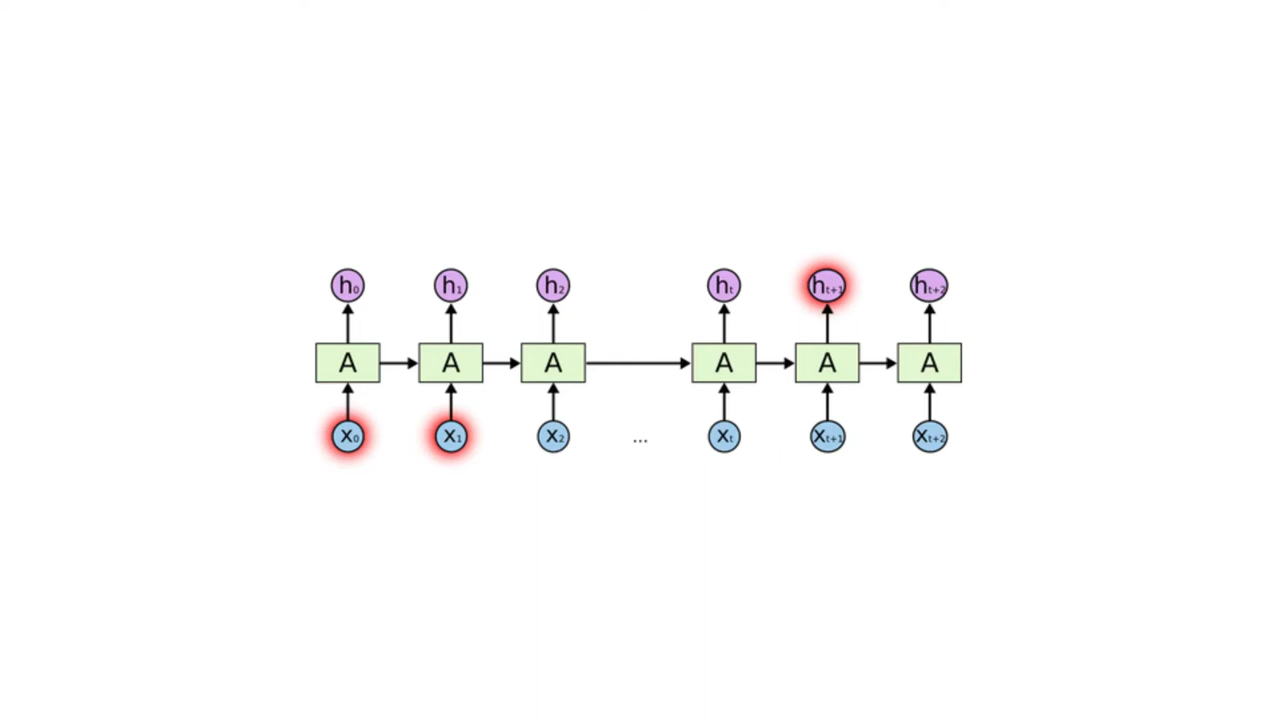 h₀ h₁ h₂ hₜ hₜ₊₁ hₜ₊₂
A A A A A A
x₀ x₁ x₂ ... xₜ xₜ₊₁ xₜ₊₂